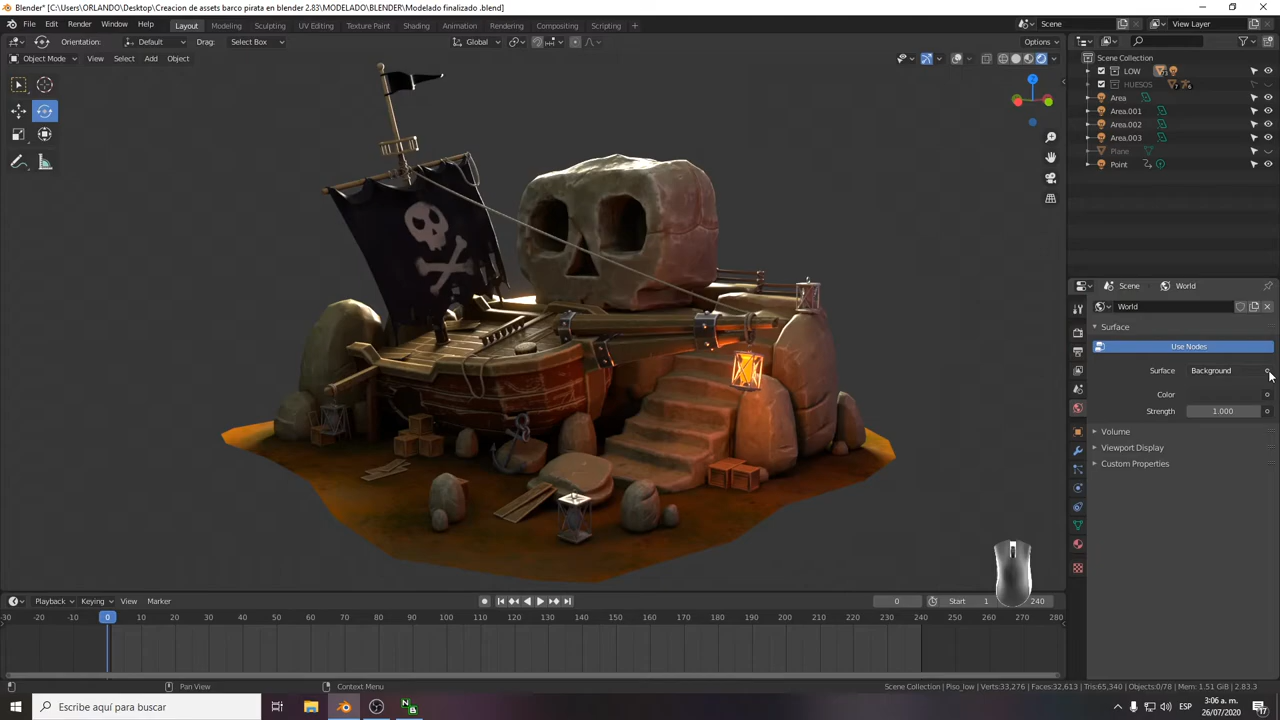 Blender* [C:\Users\ORLANDO\Desktop\Creacion de assets barco pirata en blender 2.83\MODELADO\BLENDER\Modelado finalizado .blend]
File Edit Render Window Help Layout Modeling Sculpting UV Editing Texture Paint Shading Animation Rendering Compositing Scripting + Scene View Layer
Orientation: Default Drag: Select Box Global Options
Object Mode View Select Add Object
Scene Collection
LOW
HUESOS
Area
Area.001
Area.002
Area.003
Plane
Point
Z
Scene World
World
Surface
Use Nodes
Surface Background
Color
Strength 1.000
Volume
Viewport Display
Custom Properties
Playback Keying View Marker 0 Start 1 240
-30 -20 -10 0 10 20 30 40 50 60 70 80 90 100 110 120 130 140 150 160 170 180 190 200 210 220 230 240 250 260 270 280
Pan View Context Menu Scene Collection | Piso_low | Verts:33,276 | Faces:32,613 | Tris:65,340 | Objects:0/78 | Mem: 1.51 GiB | 2.83.3
Escribe aquí para buscar ESP 3:06 a. m.
26/07/2020